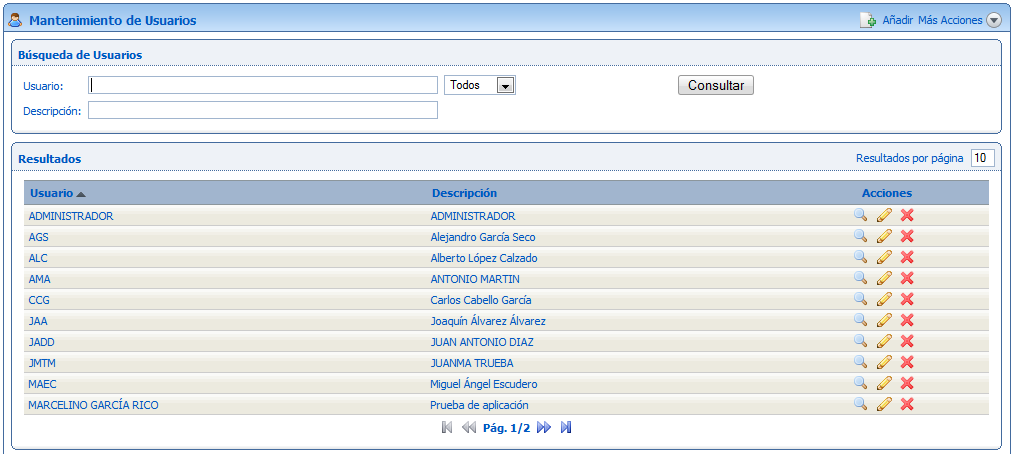 Mantenimiento de Usuarios Añadir Más Acciones
Búsqueda de Usuarios
Usuario: Todos Consultar
Descripción:
Resultados Resultados por página 10
Usuario Descripción Acciones
ADMINISTRADOR ADMINISTRADOR
AGS Alejandro García Seco
ALC Alberto López Calzado
AMA ANTONIO MARTIN
CCG Carlos Cabello García
JAA Joaquín Álvarez Álvarez
JADD JUAN ANTONIO DIAZ
JMTM JUANMA TRUEBA
MAEC Miguel Ángel Escudero
MARCELINO GARCÍA RICO Prueba de aplicación
Pág. 1/2